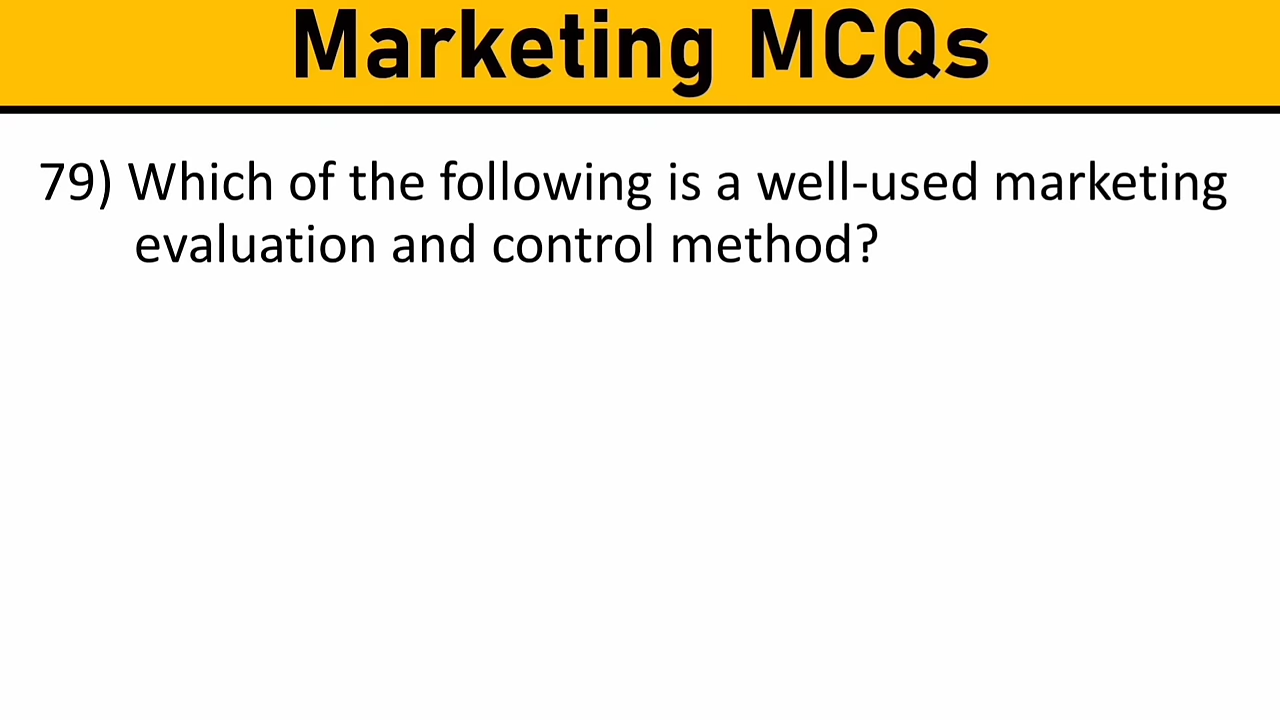 Marketing MCQs
79) Which of the following is a well-used marketing
evaluation and control method?